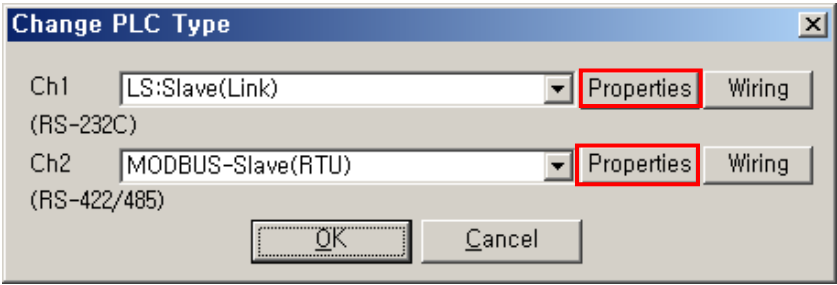 Change PLC Type
Ch1 LS:Slave(Link) Properties Wiring
(RS-232C)
Ch2 MODBUS-Slave(RTU) Properties Wiring
(RS-422/485)
OK Cancel